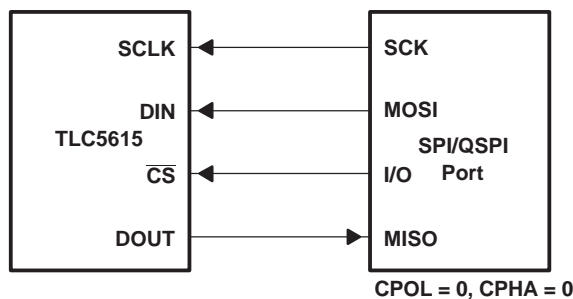 SCLK
SCK
DIN
MOSI
TLC5615
SPI/QSPI
Port
CS
I/O
DOUT
MISO
CPOL = 0, CPHA = 0